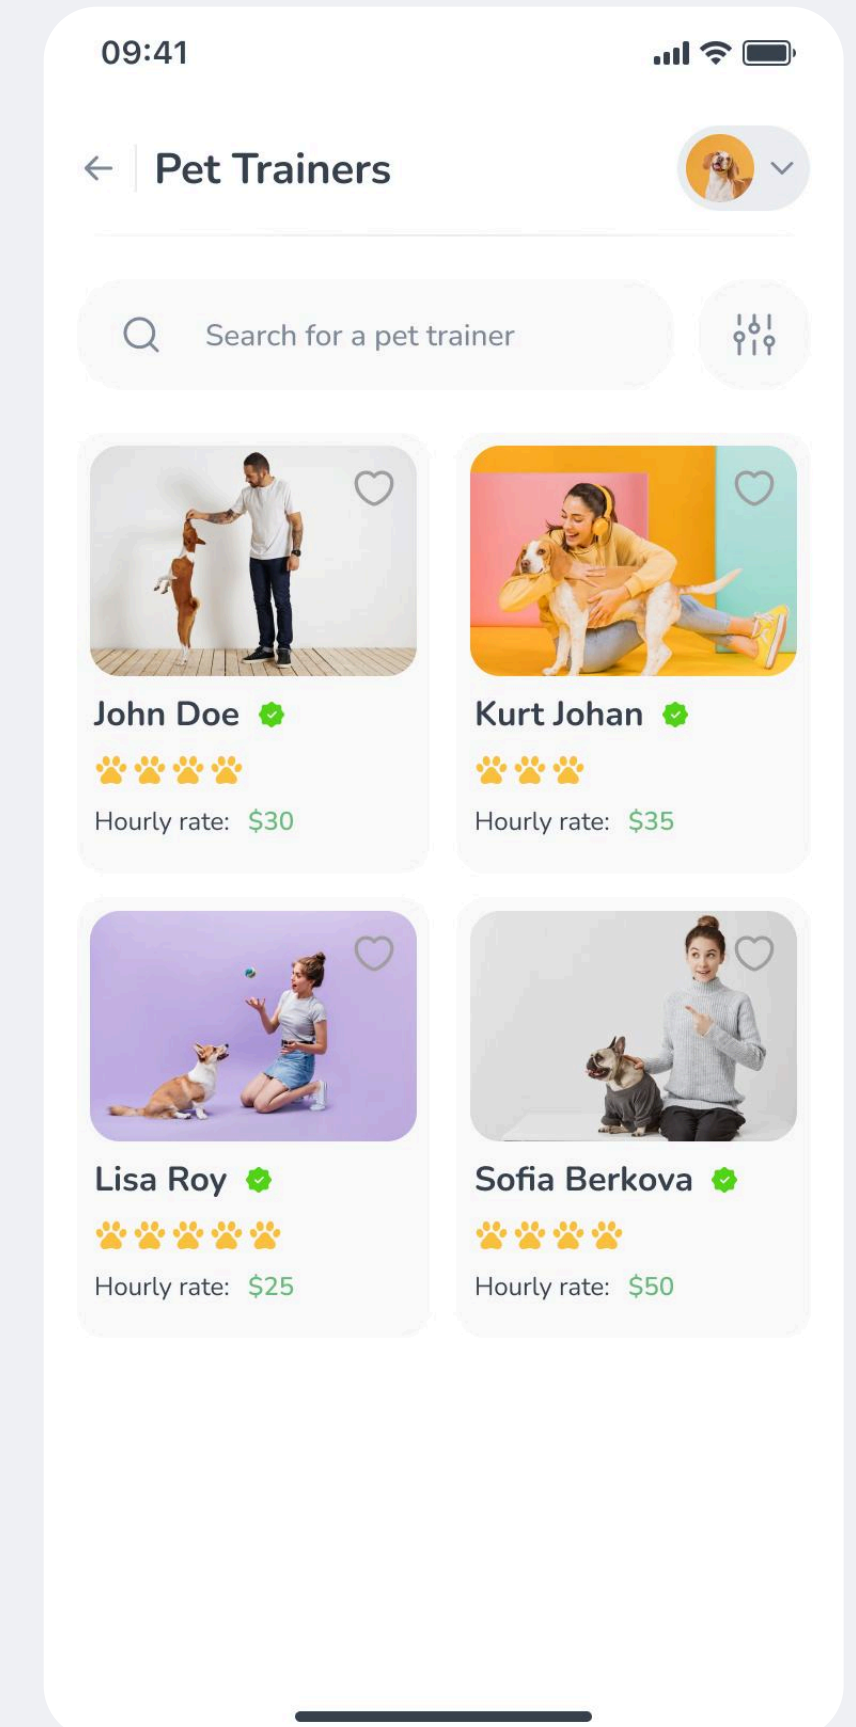 09:41
Pet Trainers
Search for a pet trainer
John Doe
Hourly rate: $30
Kurt Johan
Hourly rate: $35
Lisa Roy
Hourly rate: $25
Sofia Berkova
Hourly rate: $50